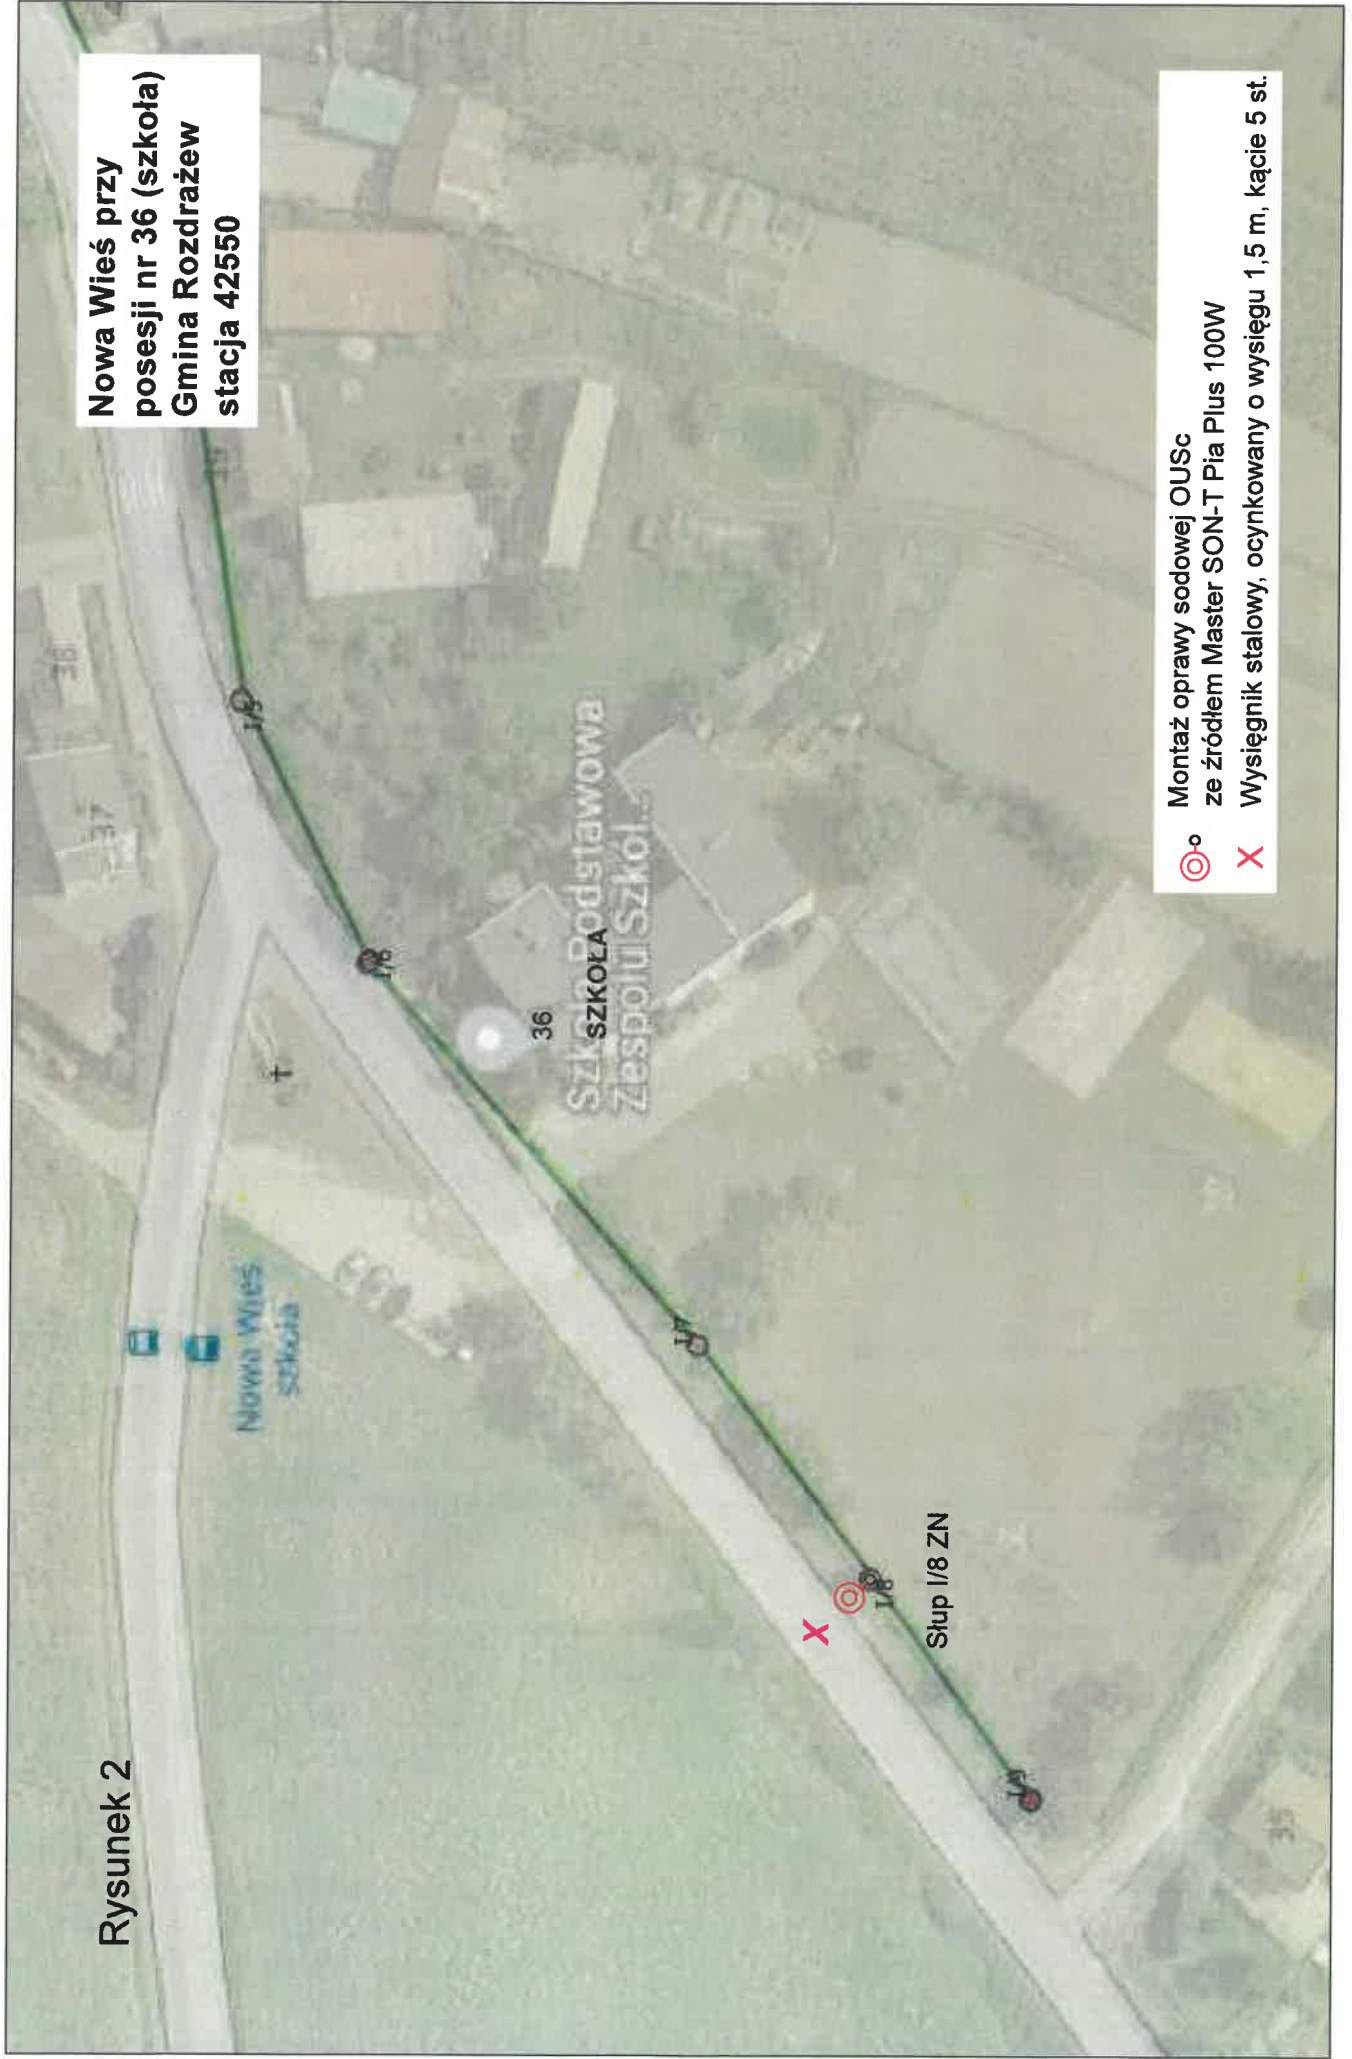 Rysunek 2
Nowa Wieś przy
posesji nr 36 (szkoła)
Gmina Rozdrażew
stacja 42550
38
37
I/5
I/6
36
Szkoła Podstawowa
SZKOŁA
Zespołu Szkół...
Nowa Wieś
szkoła
I/7
I/8
Słup I/8 ZN
I/9
35
Montaż oprawy sodowej OUSc
ze źródłem Master SON-T Pia Plus 100W
X
X Wysięgnik stalowy, ocynkowany o wysięgu 1,5 m, kącie 5 st.